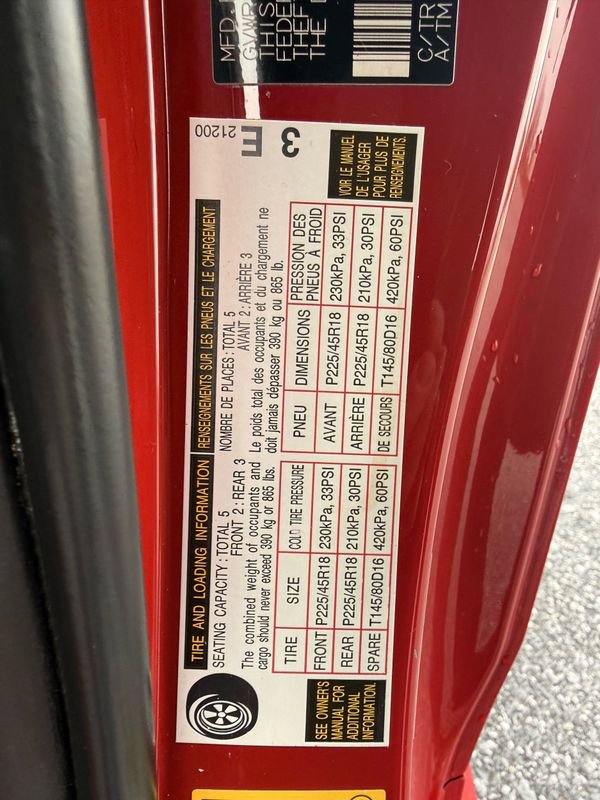 MFD.
GVWR
THIS
FEDER
THEFT
THE
C/TR
A/TM
TIRE AND LOADING INFORMATION
RENSEIGNEMENTS SUR LES PNEUS ET LE CHARGEMENT
SEATING CAPACITY: TOTAL 5
FRONT 2: REAR 3
The combined weight of occupants and
cargo should never exceed 390 kg or 865 lbs.
NOMBRE DE PLACES: TOTAL 5
AVANT 2: ARRIÈRE 3
Le poids total des occupants et du chargement ne
doit jamais dépasser 390 kg ou 865 lb.
TIRE SIZE COLD TIRE PRESSURE
FRONT P225/45R18 230kPa, 33PSI
REAR P225/45R18 210kPa, 30PSI
SPARE T145/80D16 420kPa, 60PSI
PNEU DIMENSIONS PRESSION DES
PNEUS À FROID
AVANT P225/45R18 230kPa, 33PSI
ARRIÈRE P225/45R18 210kPa, 30PSI
DE SECOURS T145/80D16 420kPa, 60PSI
SEE OWNER'S
MANUAL FOR
ADDITIONAL
INFORMATION.
VOIR LE MANUEL
DE L'USAGER
POUR PLUS DE
RENSEIGNEMENTS.
21200
E
3